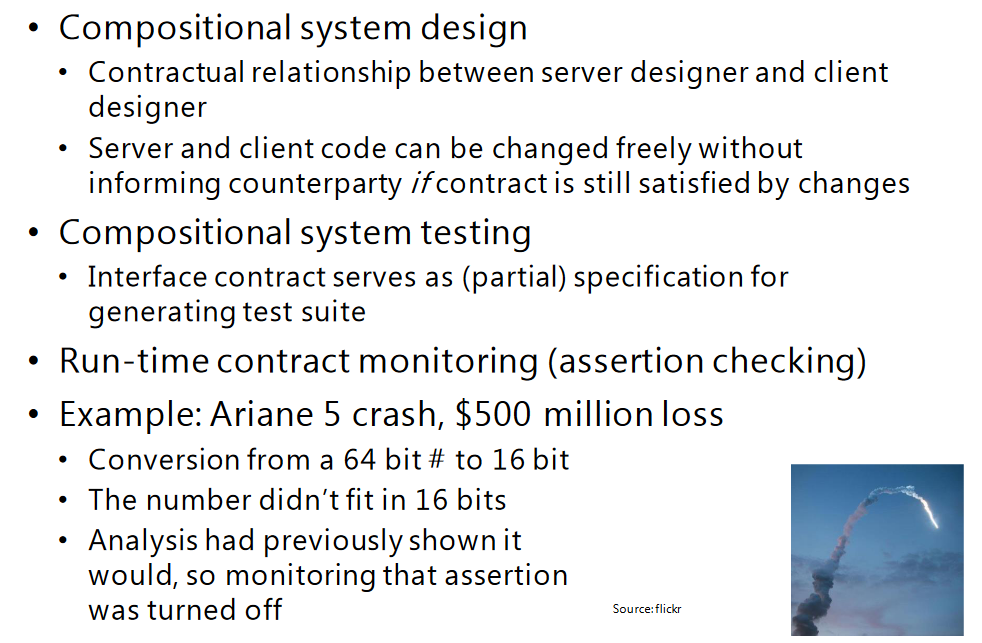 • Compositional system design
• Contractual relationship between server designer and client
designer
• Server and client code can be changed freely without
informing counterparty if contract is still satisfied by changes
• Compositional system testing
• Interface contract serves as (partial) specification for
generating test suite
• Run-time contract monitoring (assertion checking)
• Example: Ariane 5 crash, $500 million loss
• Conversion from a 64 bit # to 16 bit
• The number didn't fit in 16 bits
• Analysis had previously shown it
would, so monitoring that assertion
was turned off
Source: flickr